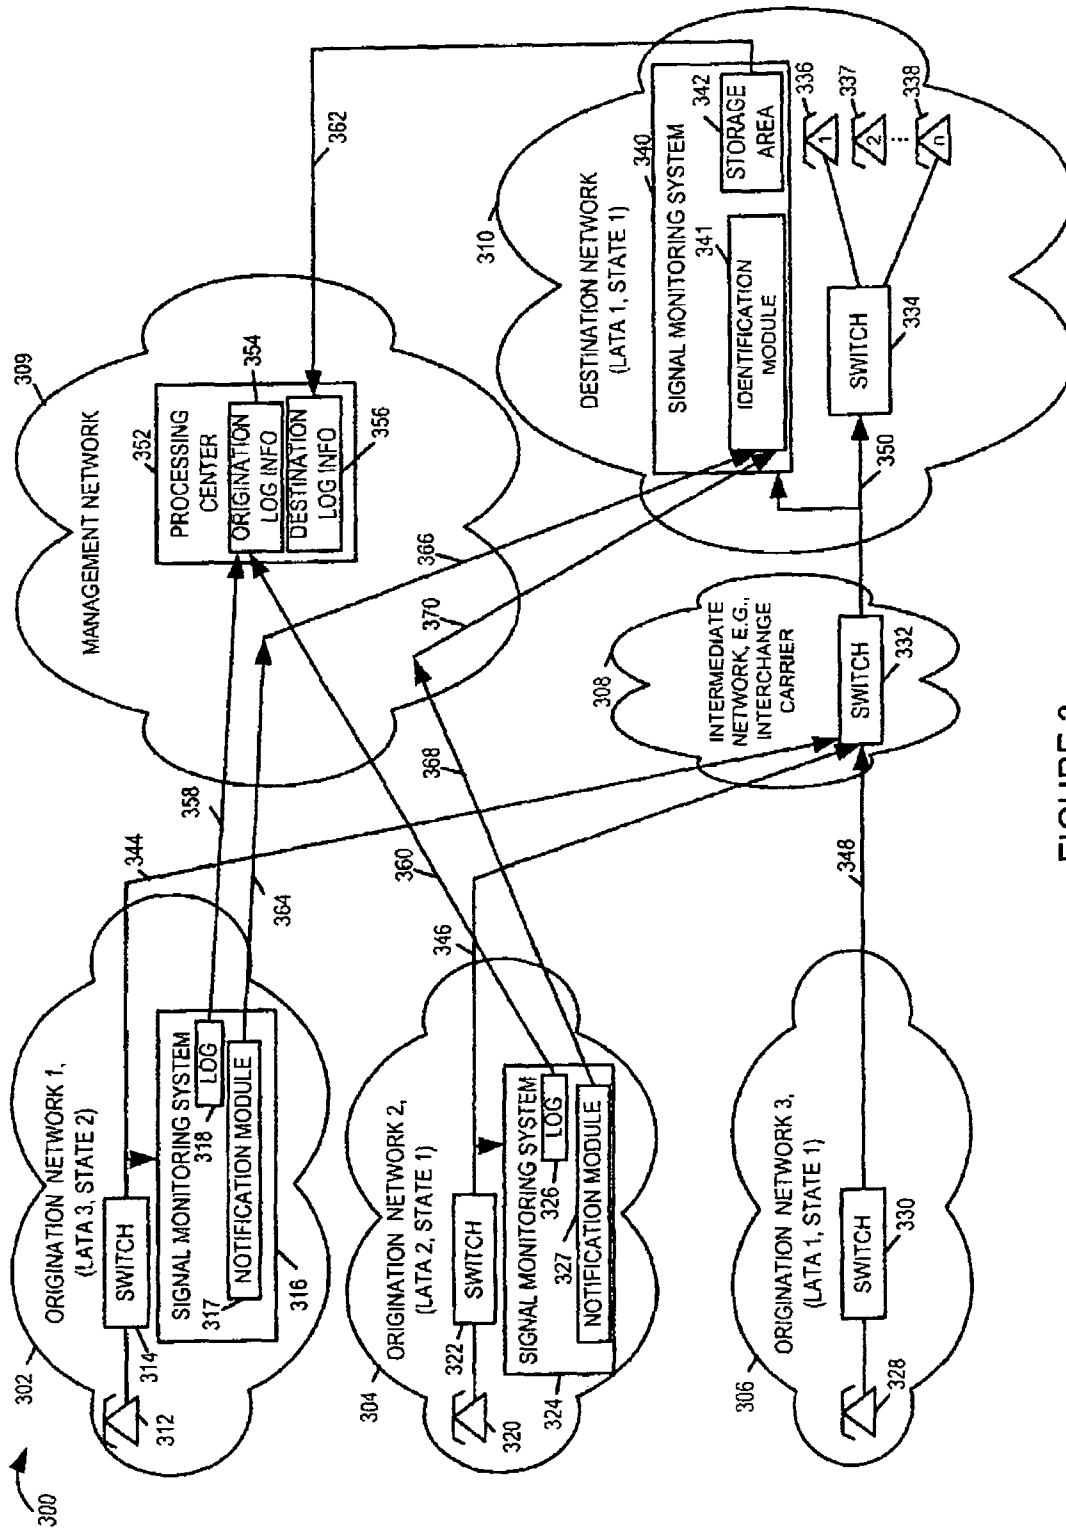 300
302
ORIGINATION NETWORK 1,
(LATA 3, STATE 2)
312
314
SWITCH
344
SIGNAL MONITORING SYSTEM
318
LOG
317
NOTIFICATION MODULE
316
358
364
304
ORIGINATION NETWORK 2,
(LATA 2, STATE 1)
320
322
SWITCH
346
SIGNAL MONITORING SYSTEM
326
LOG
327
NOTIFICATION MODULE
324
360
368
306
ORIGINATION NETWORK 3,
(LATA 1, STATE 1)
328
SWITCH
330
348
309
MANAGEMENT NETWORK
352
PROCESSING
CENTER
354
ORIGINATION
LOG INFO
DESTINATION
LOG INFO
356
362
366
370
308
INTERMEDIATE
NETWORK, E.G.,
INTERCHANGE
CARRIER
SWITCH
332
310
DESTINATION NETWORK
(LATA 1, STATE 1)
340
SIGNAL MONITORING SYSTEM
341
IDENTIFICATION
MODULE
342
STORAGE
AREA
350
SWITCH
334
1
336
2
337
n
338